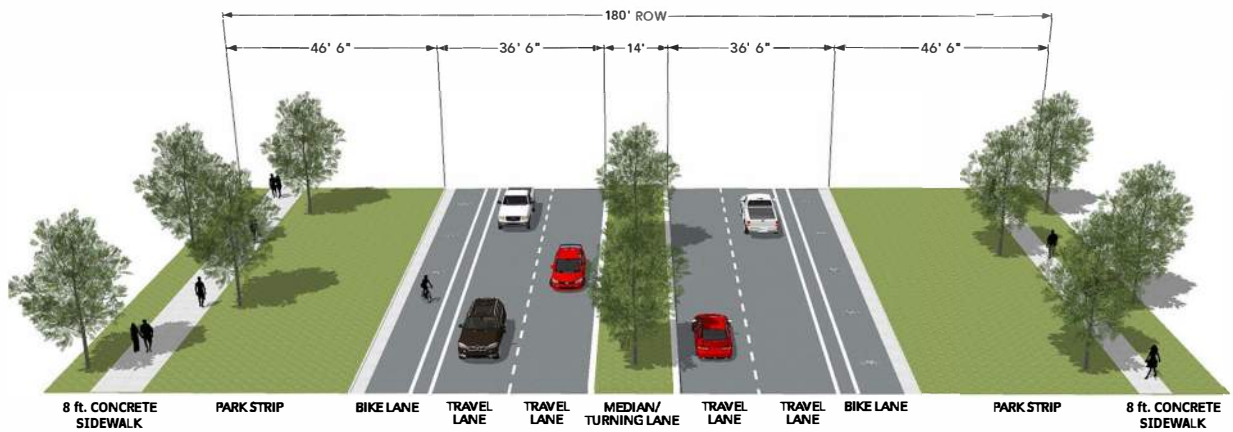 180' ROW
46' 6" 36' 6" 14' 36' 6" 46' 6"
8 ft. CONCRETE
SIDEWALK
PARK STRIP
BIKE LANE
TRAVEL
LANE
TRAVEL
LANE
MEDIAN/
TURNING LANE
TRAVEL
LANE
TRAVEL
LANE
BIKE LANE
PARK STRIP
8 ft. CONCRETE
SIDEWALK